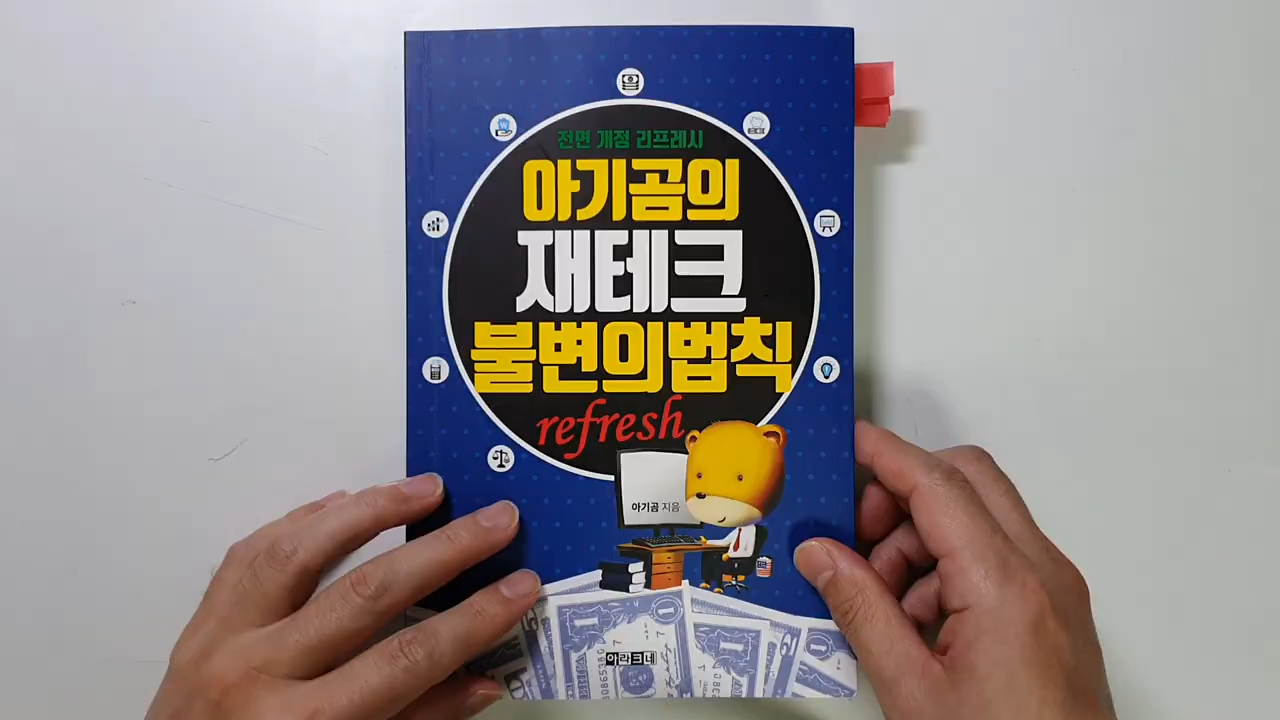 전면 개정 리프레시
아기곰의
재테크
불변의법칙
refresh
아기곰 지음
아라크네